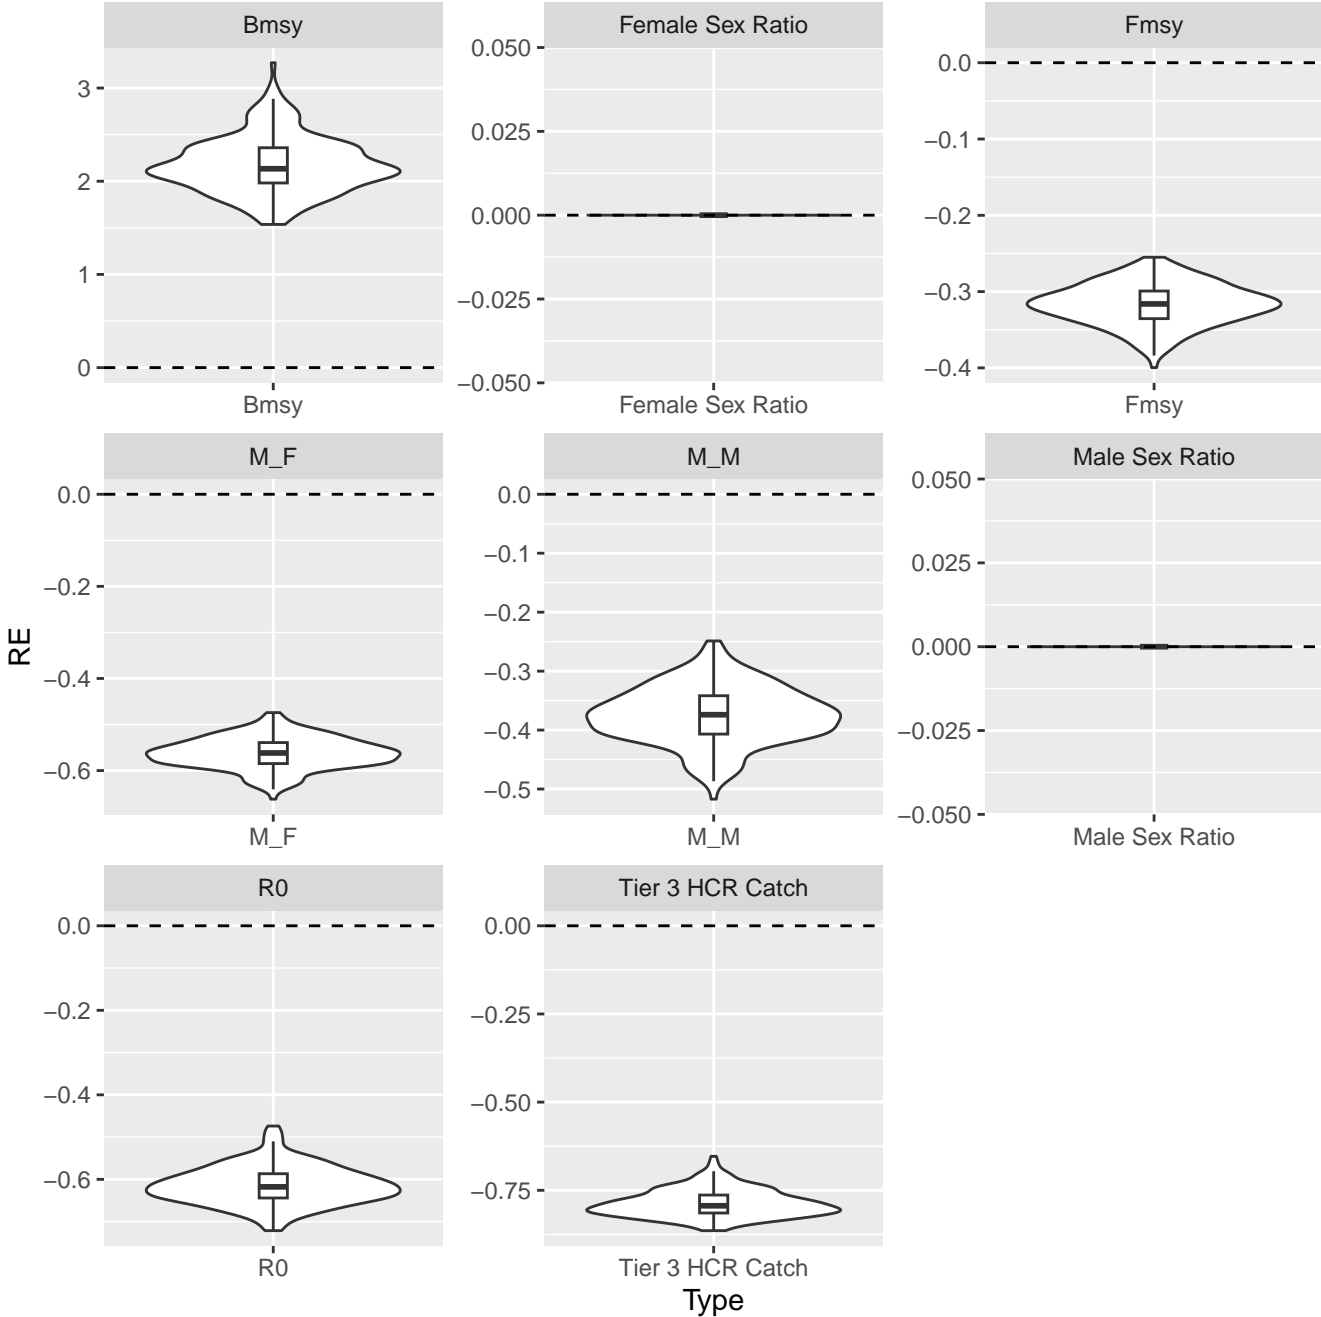 Bmsy
Female Sex Ratio
Fmsy
3
2
1
0
0.050
0.025
0.000
−0.025
−0.050
0.0
−0.1
−0.2
−0.3
−0.4
Bmsy
Female Sex Ratio
Fmsy
M_F
M_M
Male Sex Ratio
0.0
−0.2
−0.4
−0.6
0.0
−0.1
−0.2
−0.3
−0.4
−0.5
0.050
0.025
0.000
−0.025
−0.050
RE
M_F
M_M
Male Sex Ratio
R0
Tier 3 HCR Catch
0.0
−0.2
−0.4
−0.6
0.00
−0.25
−0.50
−0.75
R0
Tier 3 HCR Catch
Type